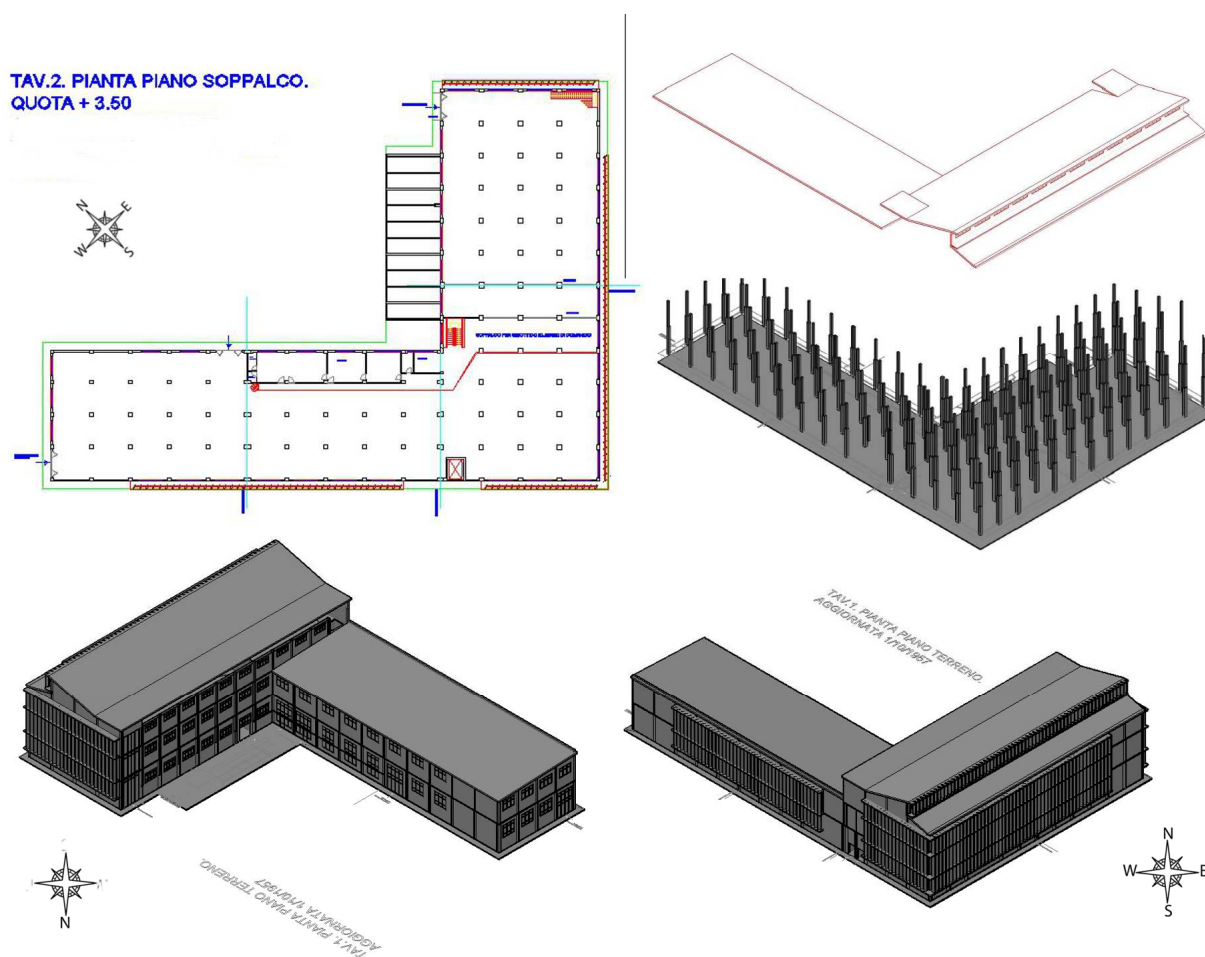 TAV.2. PIANTA PIANO SOPPALCO.
QUOTA + 3.50
N
E
W
S
TAV.1. PIANTA PIANO TERRENO.
AGGIORNATA 1/10/1957
TAV.1. PIANTA PIANO TERRENO.
AGGIORNATA 1/10/1957
N
N
W
E
S